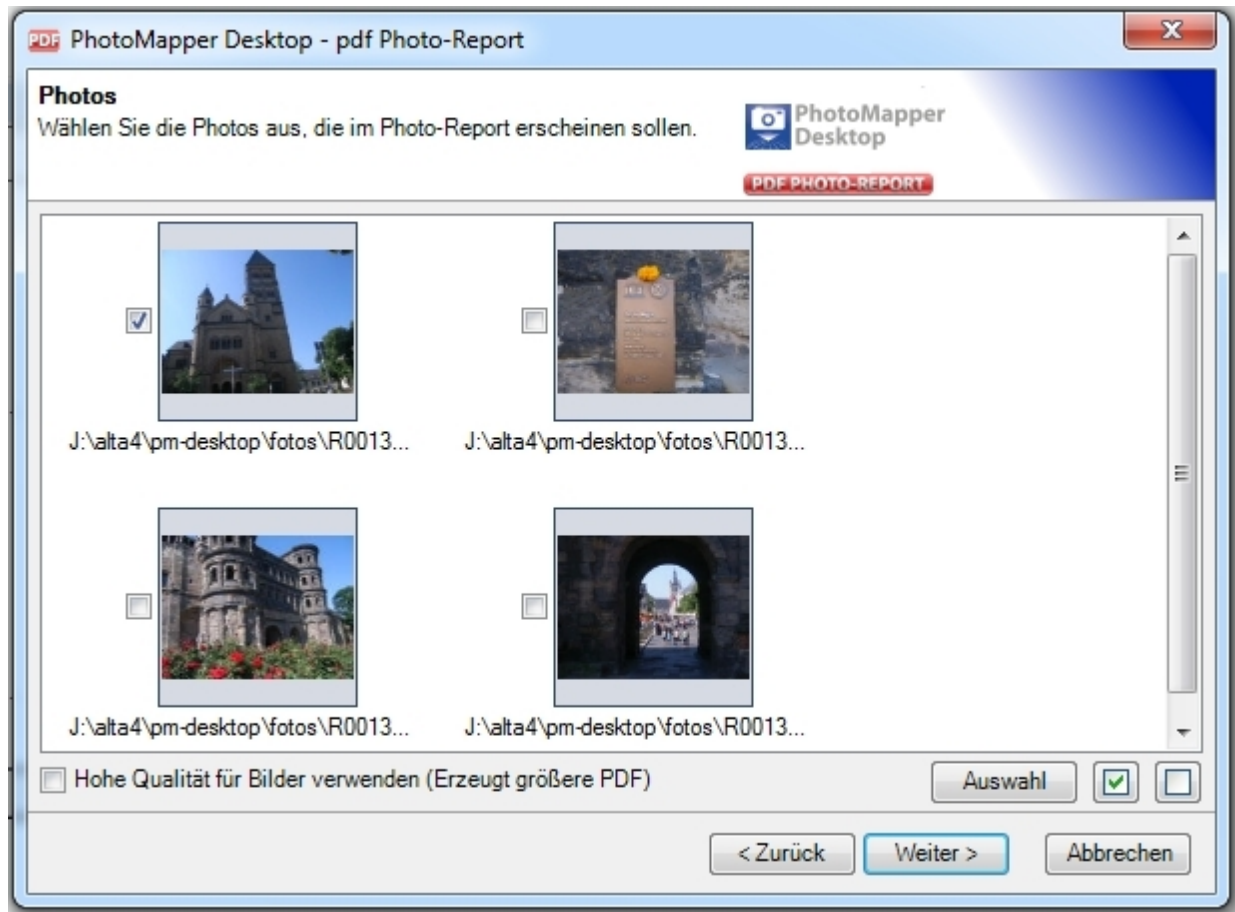 PDF PhotoMapper Desktop - pdf Photo-Report
Photos
Wählen Sie die Photos aus, die im Photo-Report erscheinen sollen.
PhotoMapper
Desktop
PDF PHOTO-REPORT
J:\alta4\pm-desktop\fotos\R0013...
J:\alta4\pm-desktop\fotos\R0013...
J:\alta4\pm-desktop\fotos\R0013...
J:\alta4\pm-desktop\fotos\R0013...
Hohe Qualität für Bilder verwenden (Erzeugt größere PDF)
Auswahl
< Zurück
Weiter >
Abbrechen